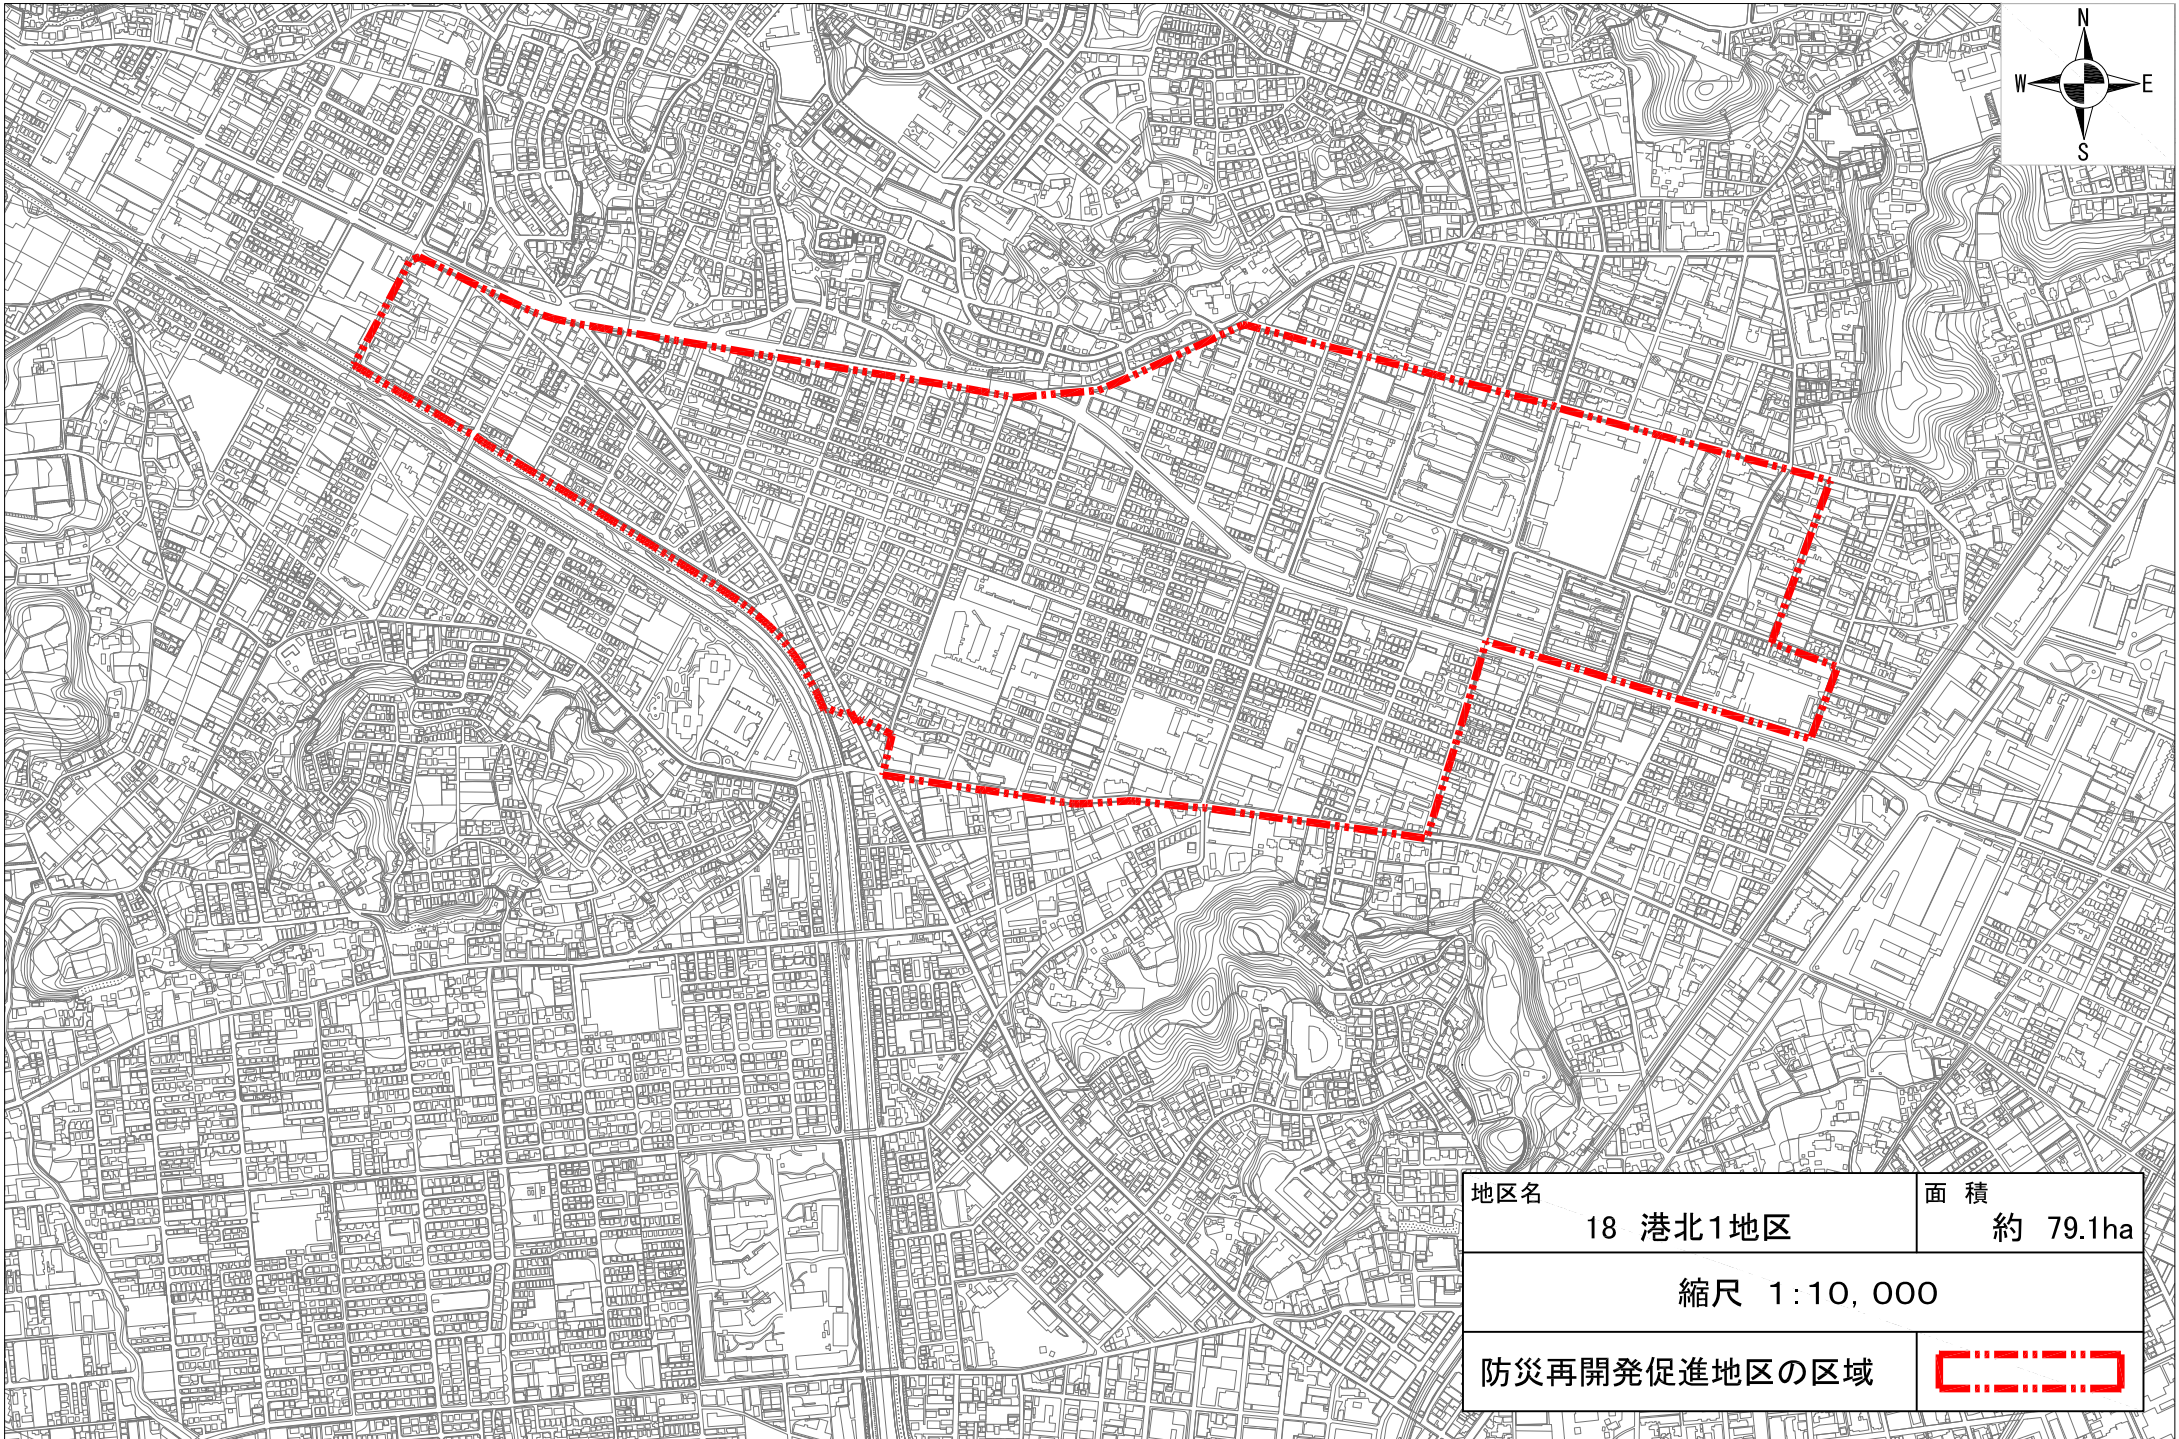 N
W E
S
地区名
18 港北1地区
面 積
約 79.1ha
縮尺 1:10,000
防災再開発促進地区の区域